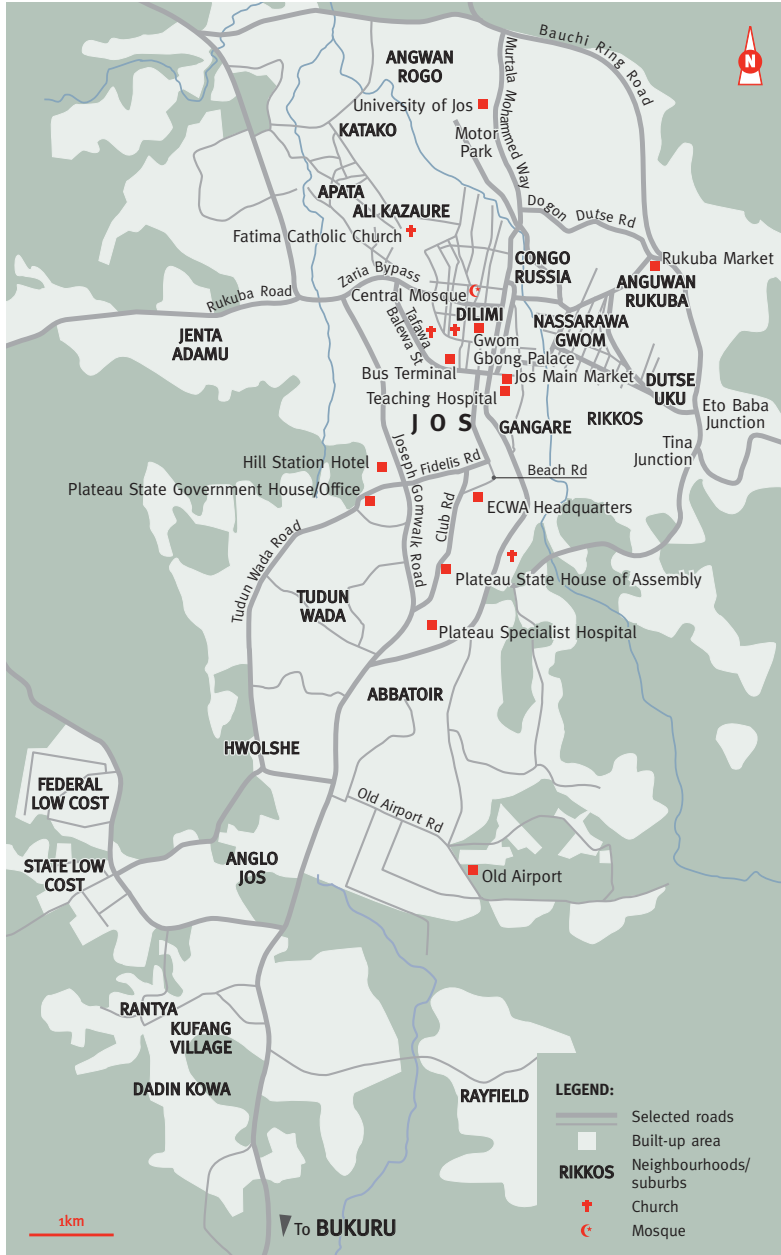 Bauchi Ring Road
N
ANGWAN
ROGO
Murtala Mohammed Way
University of Jos
KATAKO
Motor
Park
APATA
ALI KAZAURE
Dogon Dutse Rd
Fatima Catholic Church
CONGO
RUSSIA
Rukuba Market
Zaria Bypass
ANGUWAN
RUKUBA
Rukuba Road
Central Mosque
DILIMI
Tafawa
Balewa St
NASSARAWA
GWOM
JENTA
ADAMU
Gwom
Gbong Palace
Bus Terminal
Jos Main Market
DUTSE
UKU
Teaching Hospital
JOS
GANGARE
RIKKOS
Eto Baba
Junction
Tina
Junction
Joseph Gomwalk Road
Hill Station Hotel
Fidelis Rd
Beach Rd
Plateau State Government House/Office
Club Rd
ECWA Headquarters
Tudun Wada Road
Plateau State House of Assembly
TUDUN
WADA
Plateau Specialist Hospital
ABBATOIR
HWOLSHE
FEDERAL
LOW COST
Old Airport Rd
STATE LOW
COST
ANGLO
JOS
Old Airport
RANTYA
KUFANG
VILLAGE
DADIN KOWA
RAYFIELD
LEGEND:
Selected roads
Built-up area
RIKKOS
Neighbourhoods/
suburbs
Church
Mosque
1km
To BUKURU